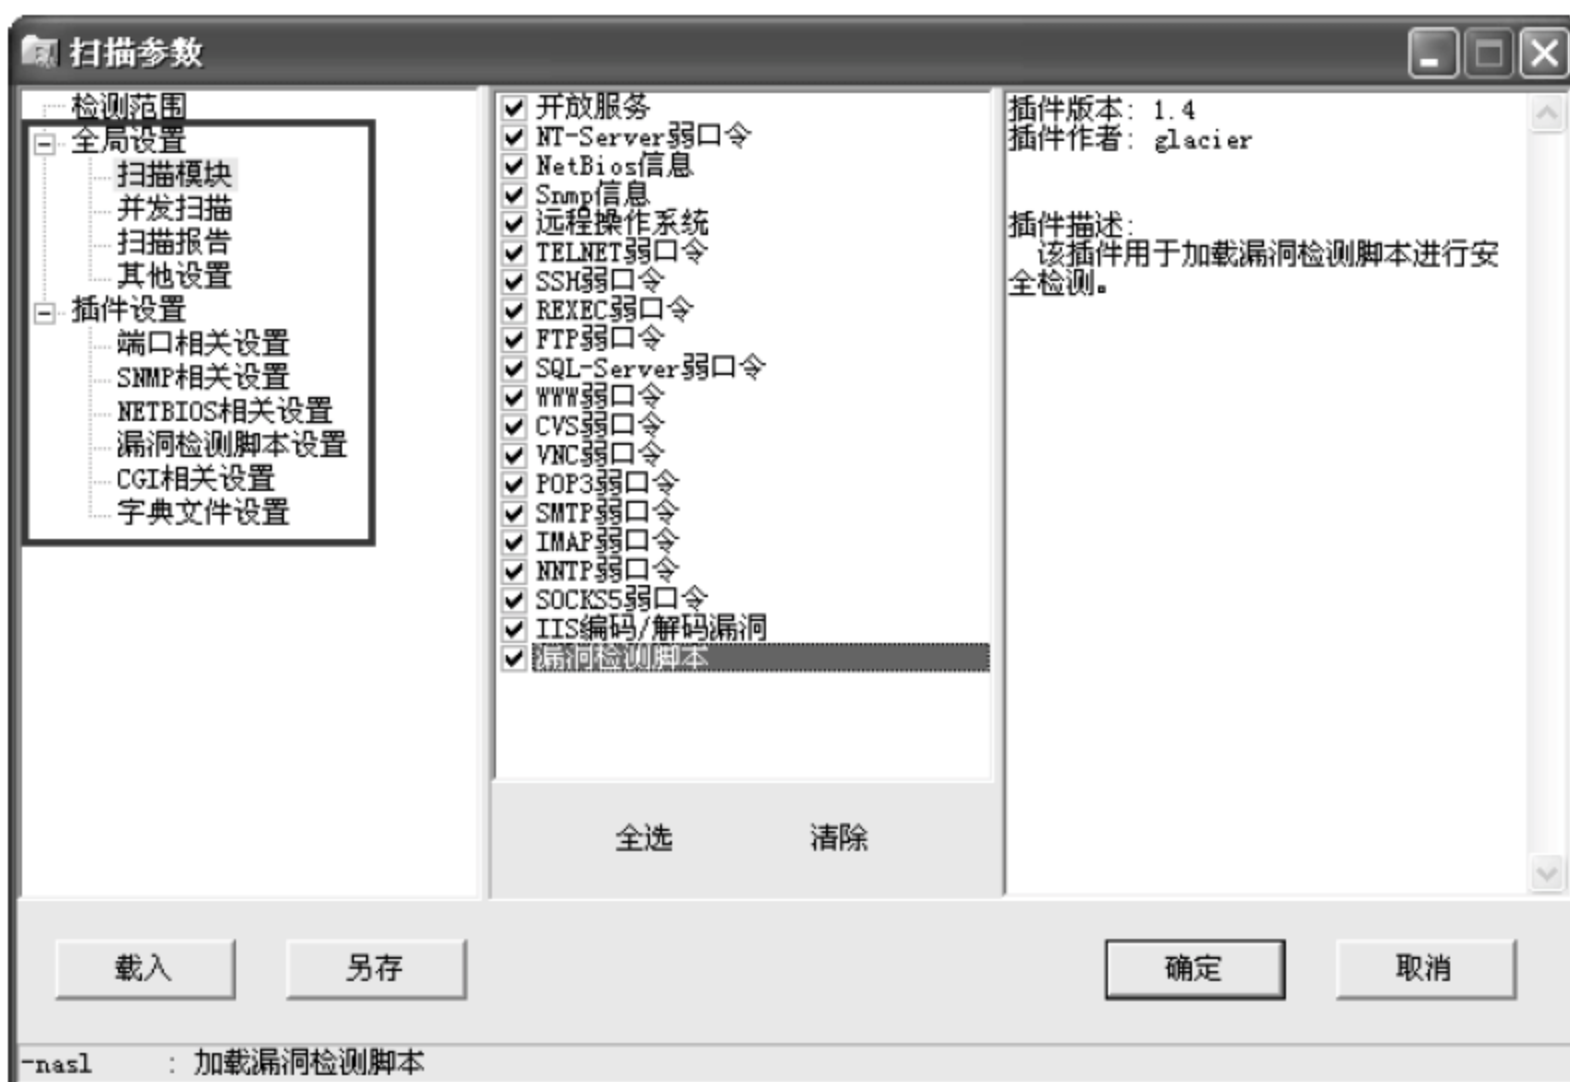 扫描参数
检测范围
全局设置
扫描模块
并发扫描
扫描报告
其他设置
插件设置
端口相关设置
SNMP相关设置
NETBIOS相关设置
漏洞检测脚本设置
CGI相关设置
字典文件设置
开放服务
NT-Server弱口令
NetBios信息
Snmp信息
远程操作系统
TELNET弱口令
SSH弱口令
REXEC弱口令
FTP弱口令
SQL-Server弱口令
WWW弱口令
CVS弱口令
VNC弱口令
POP3弱口令
SMTP弱口令
IMAP弱口令
NNTP弱口令
SOCKS5弱口令
IIS编码/解码漏洞
漏洞检测脚本
全选 清除
插件版本: 1.4
插件作者: glacier
插件描述:
该插件用于加载漏洞检测脚本进行安
全检测。
载入 另存 确定 取消
-nasl : 加载漏洞检测脚本